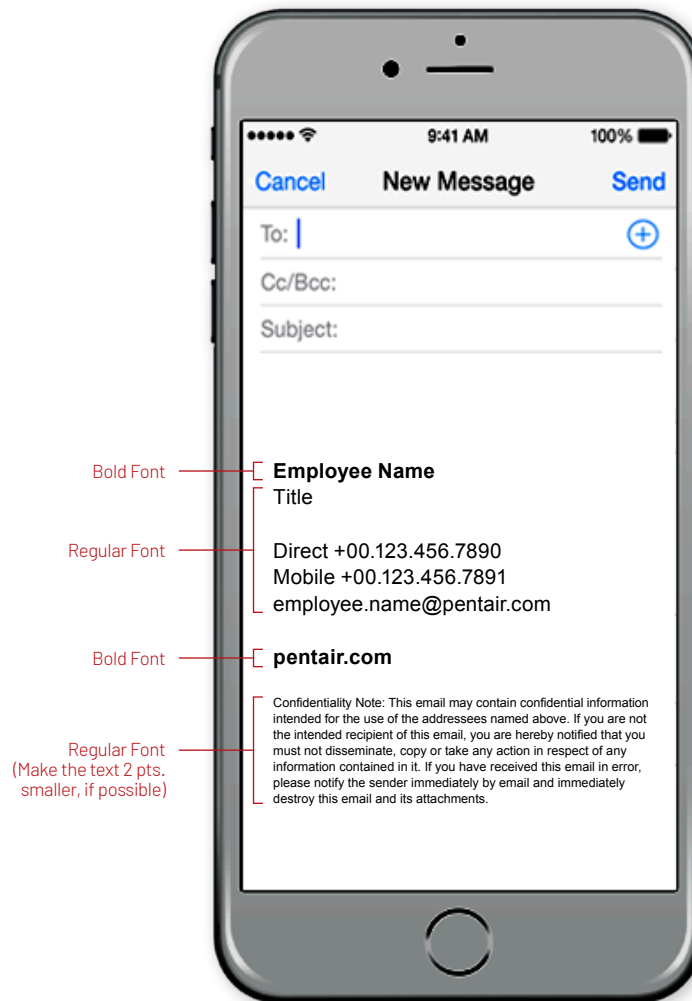 9:41 AM 100%
Cancel New Message Send
To:
Cc/Bcc:
Subject:
Bold Font
Employee Name
Title
Regular Font
Direct +00.123.456.7890
Mobile +00.123.456.7891
employee.name@pentair.com
Bold Font
pentair.com
Confidentiality Note: This email may contain confidential information
intended for the use of the addressees named above. If you are not
the intended recipient of this email, you are hereby notified that you
must not disseminate, copy or take any action in respect of any
information contained in it. If you have received this email in error,
please notify the sender immediately by email and immediately
destroy this email and its attachments.
Regular Font
(Make the text 2 pts.
smaller, if possible)